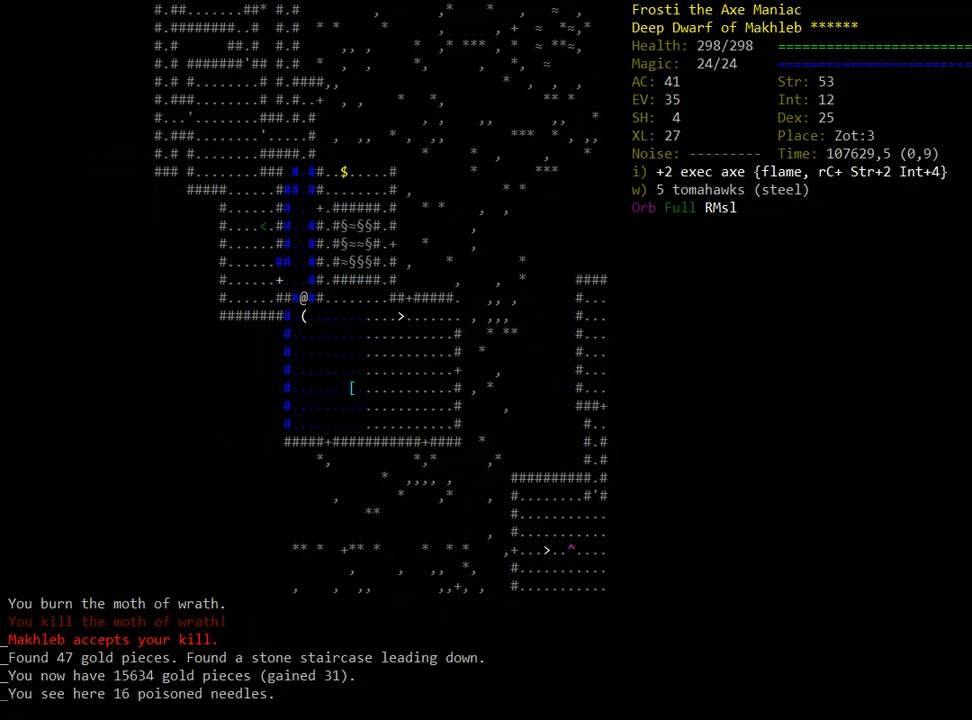 Frosti the Axe Maniac
Deep Dwarf of Makhleb ******
Health: 298/298
Magic: 24/24
AC: 41 Str: 53
EV: 35 Int: 12
SH: 4 Dex: 25
XL: 27 Place: Zot:3
Noise: --------- Time: 107629,5 (0,9)
i) +2 exec axe {flame, rC+ Str+2 Int+4}
w) 5 tomahawks (steel)
Orb Full RMsl
You burn the moth of wrath.
You kill the moth of wrath!
_Makhleb accepts your kill.
_Found 47 gold pieces. Found a stone staircase leading down.
_You now have 15634 gold pieces (gained 31).
_You see here 16 poisoned needles.